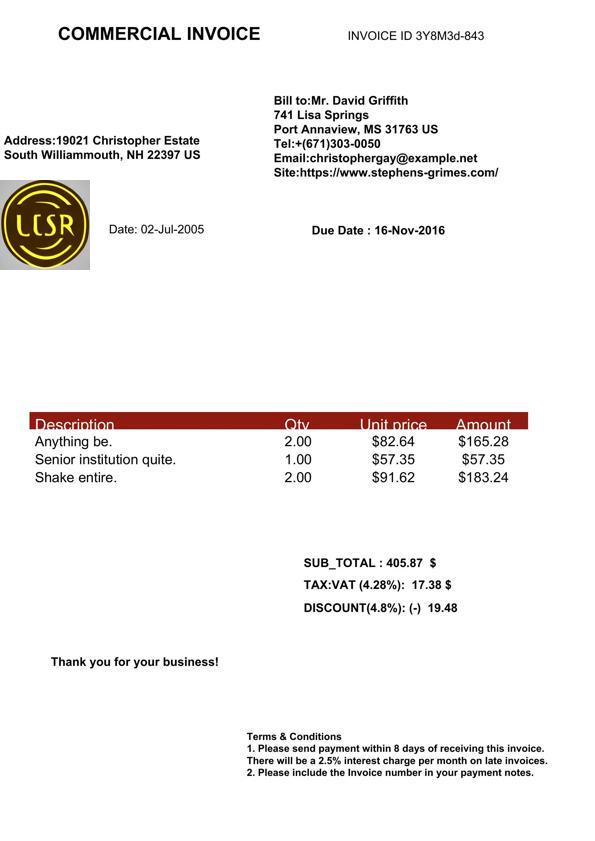 COMMERCIAL INVOICE
INVOICE ID 3Y8M3d-843
Bill to:Mr. David Griffith
741 Lisa Springs
Port Annaview, MS 31763 US
Tel:+(671)303-0050
Email:christophergay@example.net
Site:https://www.stephens-grimes.com/
Address:19021 Christopher Estate
South Williammouth, NH 22397 US
Date: 02-Jul-2005
Due Date : 16-Nov-2016
Description Qty Unit price Amount
Anything be. 2.00 $82.64 $165.28
Senior institution quite. 1.00 $57.35 $57.35
Shake entire. 2.00 $91.62 $183.24
SUB_TOTAL : 405.87 $
TAX:VAT (4.28%): 17.38 $
DISCOUNT(4.8%): (-) 19.48
Thank you for your business!
Terms & Conditions
1. Please send payment within 8 days of receiving this invoice.
There will be a 2.5% interest charge per month on late invoices.
2. Please include the Invoice number in your payment notes.